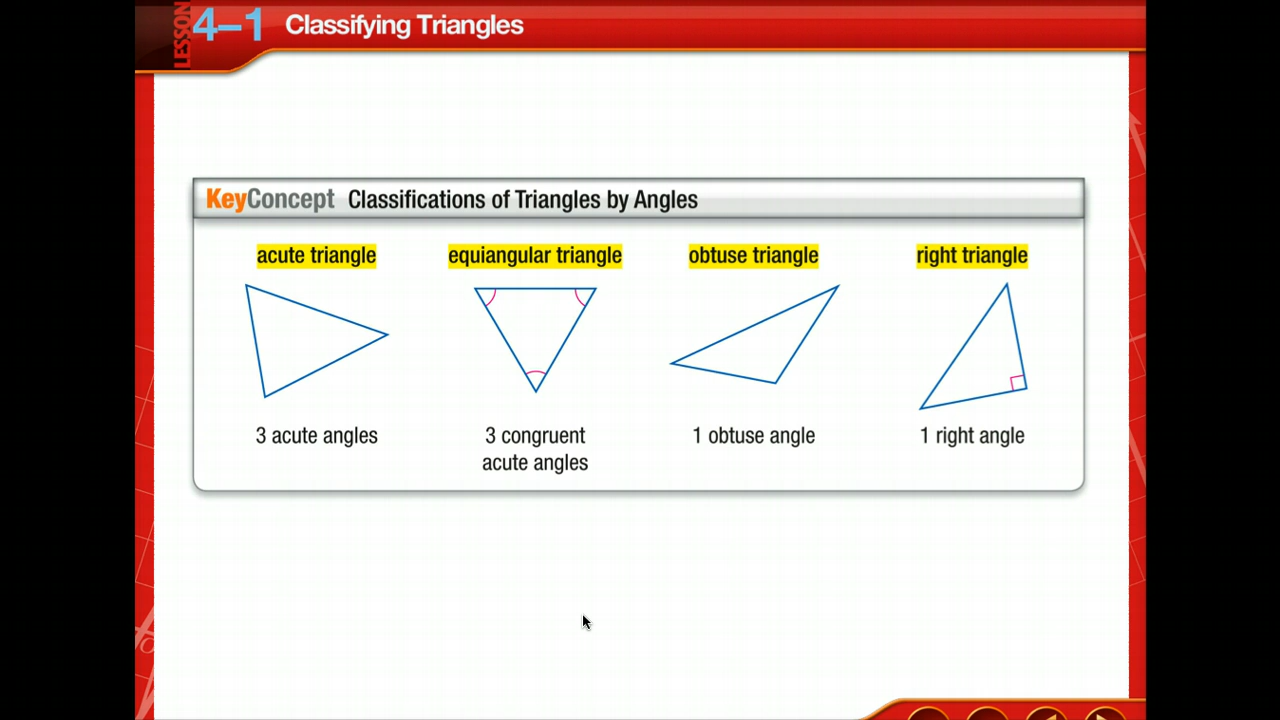 LESSON 4–1 Classifying Triangles
KeyConcept Classifications of Triangles by Angles
acute triangle
equiangular triangle
obtuse triangle
right triangle
3 acute angles
3 congruent
acute angles
1 obtuse angle
1 right angle